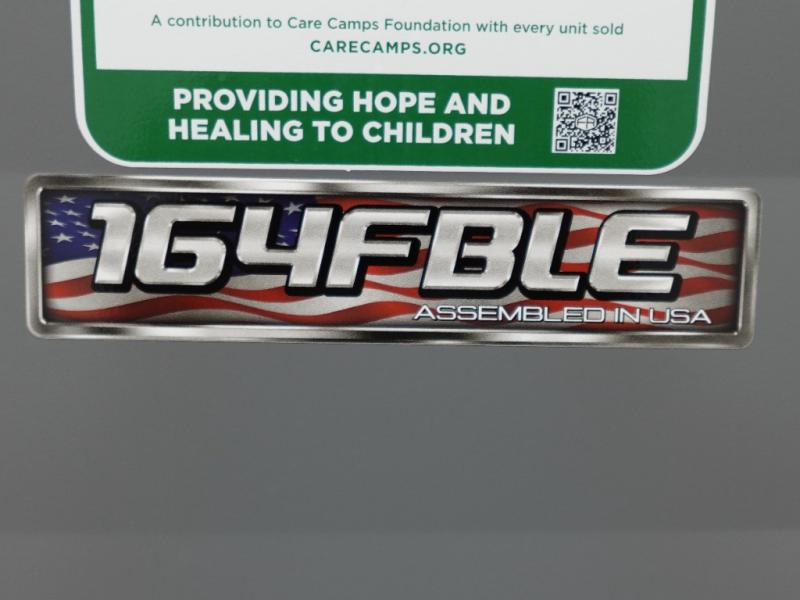 A contribution to Care Camps Foundation with every unit sold
CARECAMPS.ORG
PROVIDING HOPE AND
HEALING TO CHILDREN
164FBLE
ASSEMBLED IN USA